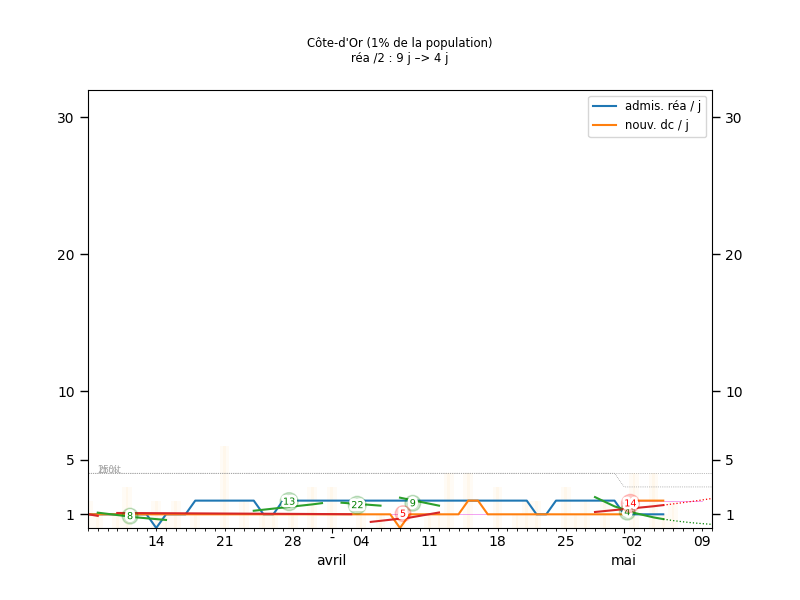 Côte-d'Or (1% de la population)
réa /2 : 9 j –> 4 j
admis. réa / j
nouv. dc / j
30 30
20 20
10 10
5 5
1 1
8 13 22 9 5 14 4
14 21 28 04 11 18 25 02 09
avril mai